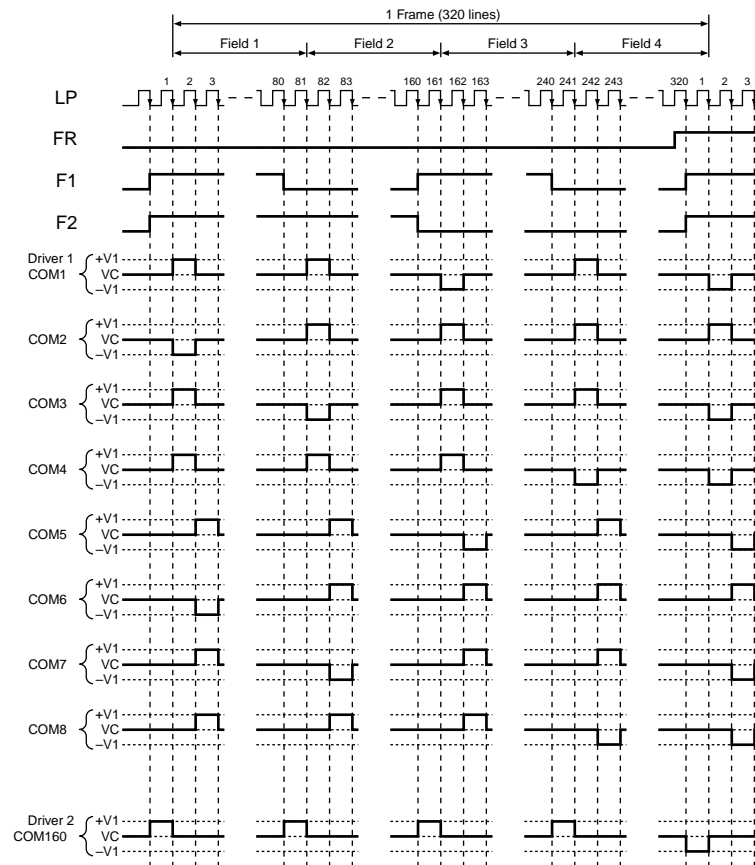 1 Frame (320 lines)
Field 1 Field 2 Field 3 Field 4
1 2 3 80 81 82 83 160 161 162 163 240 241 242 243 320 1 2 3
LP
FR
F1
F2
Driver 1
COM1
+V1
VC
–V1
COM2
+V1
VC
–V1
COM3
+V1
VC
–V1
COM4
+V1
VC
–V1
COM5
+V1
VC
–V1
COM6
+V1
VC
–V1
COM7
+V1
VC
–V1
COM8
+V1
VC
–V1
Driver 2
COM160
+V1
VC
–V1